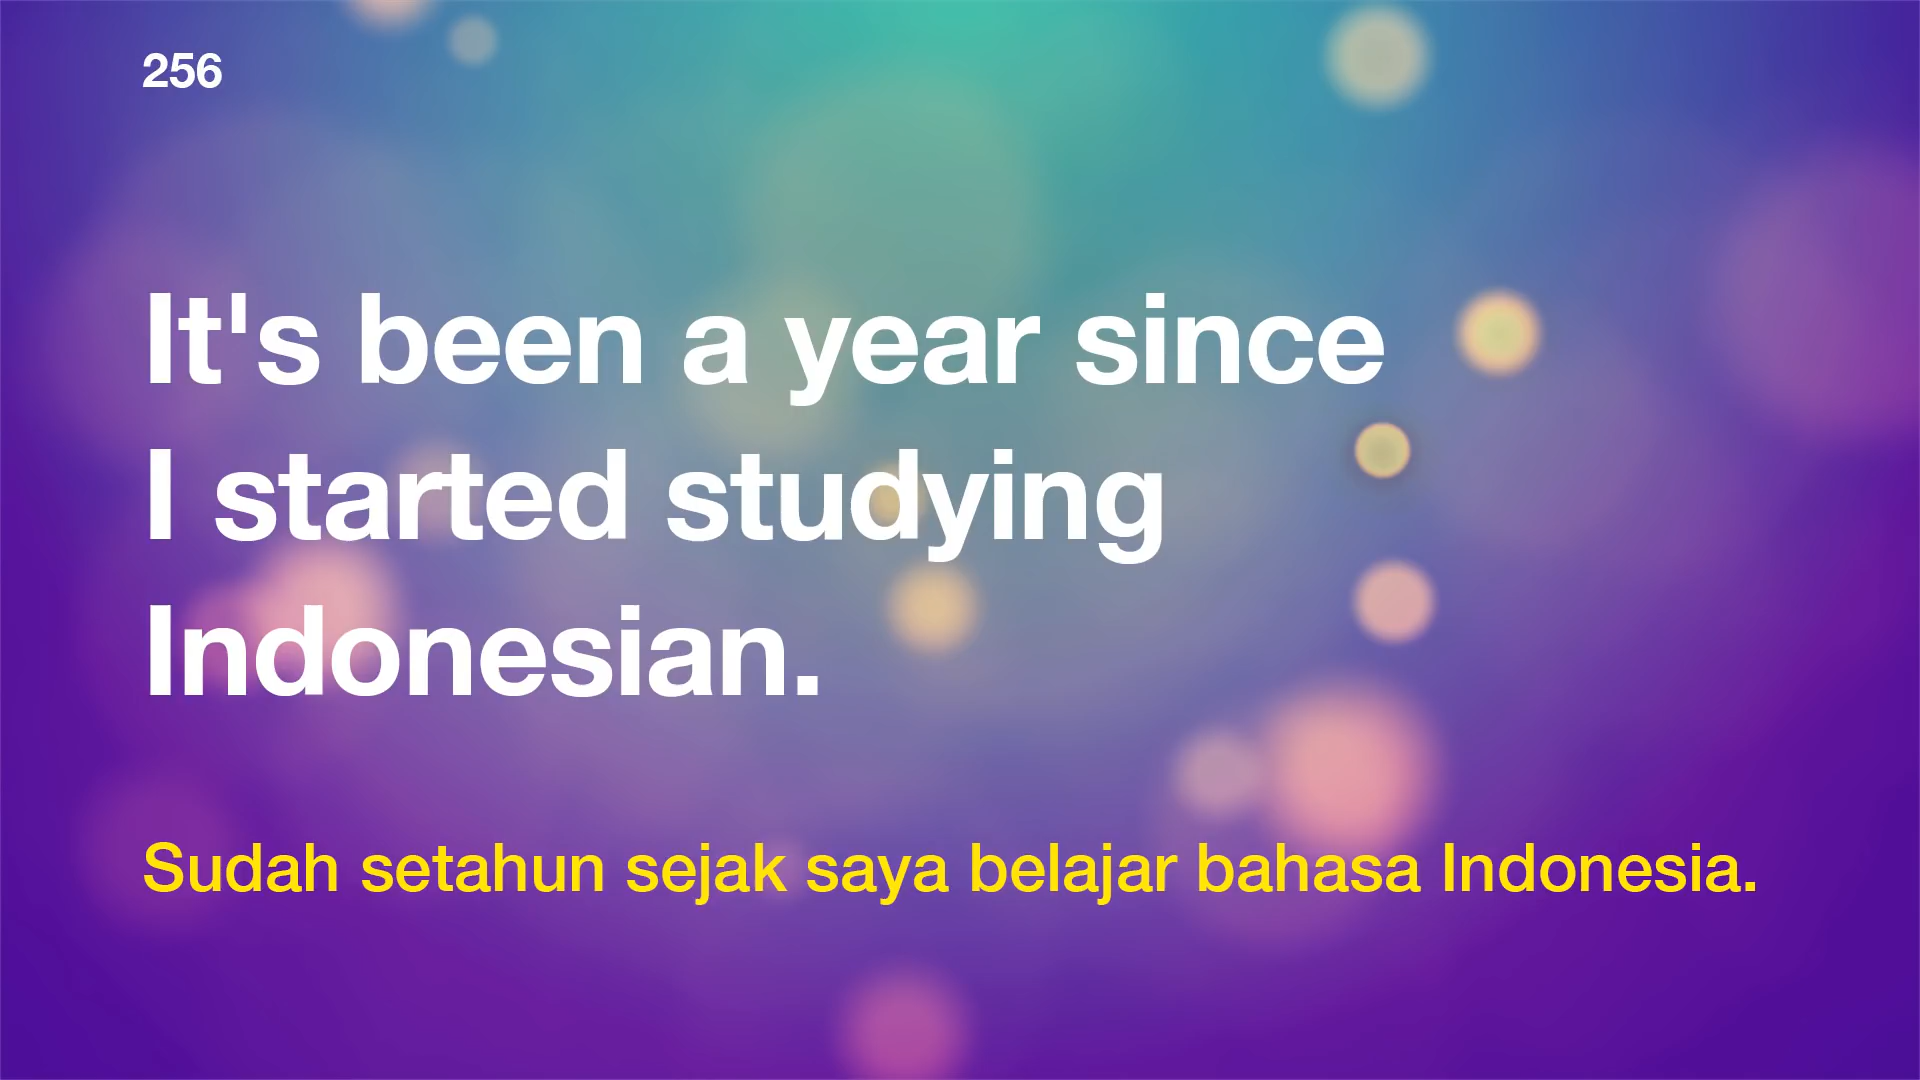 256
It's been a year since
I started studying
Indonesian.
Sudah setahun sejak saya belajar bahasa Indonesia.